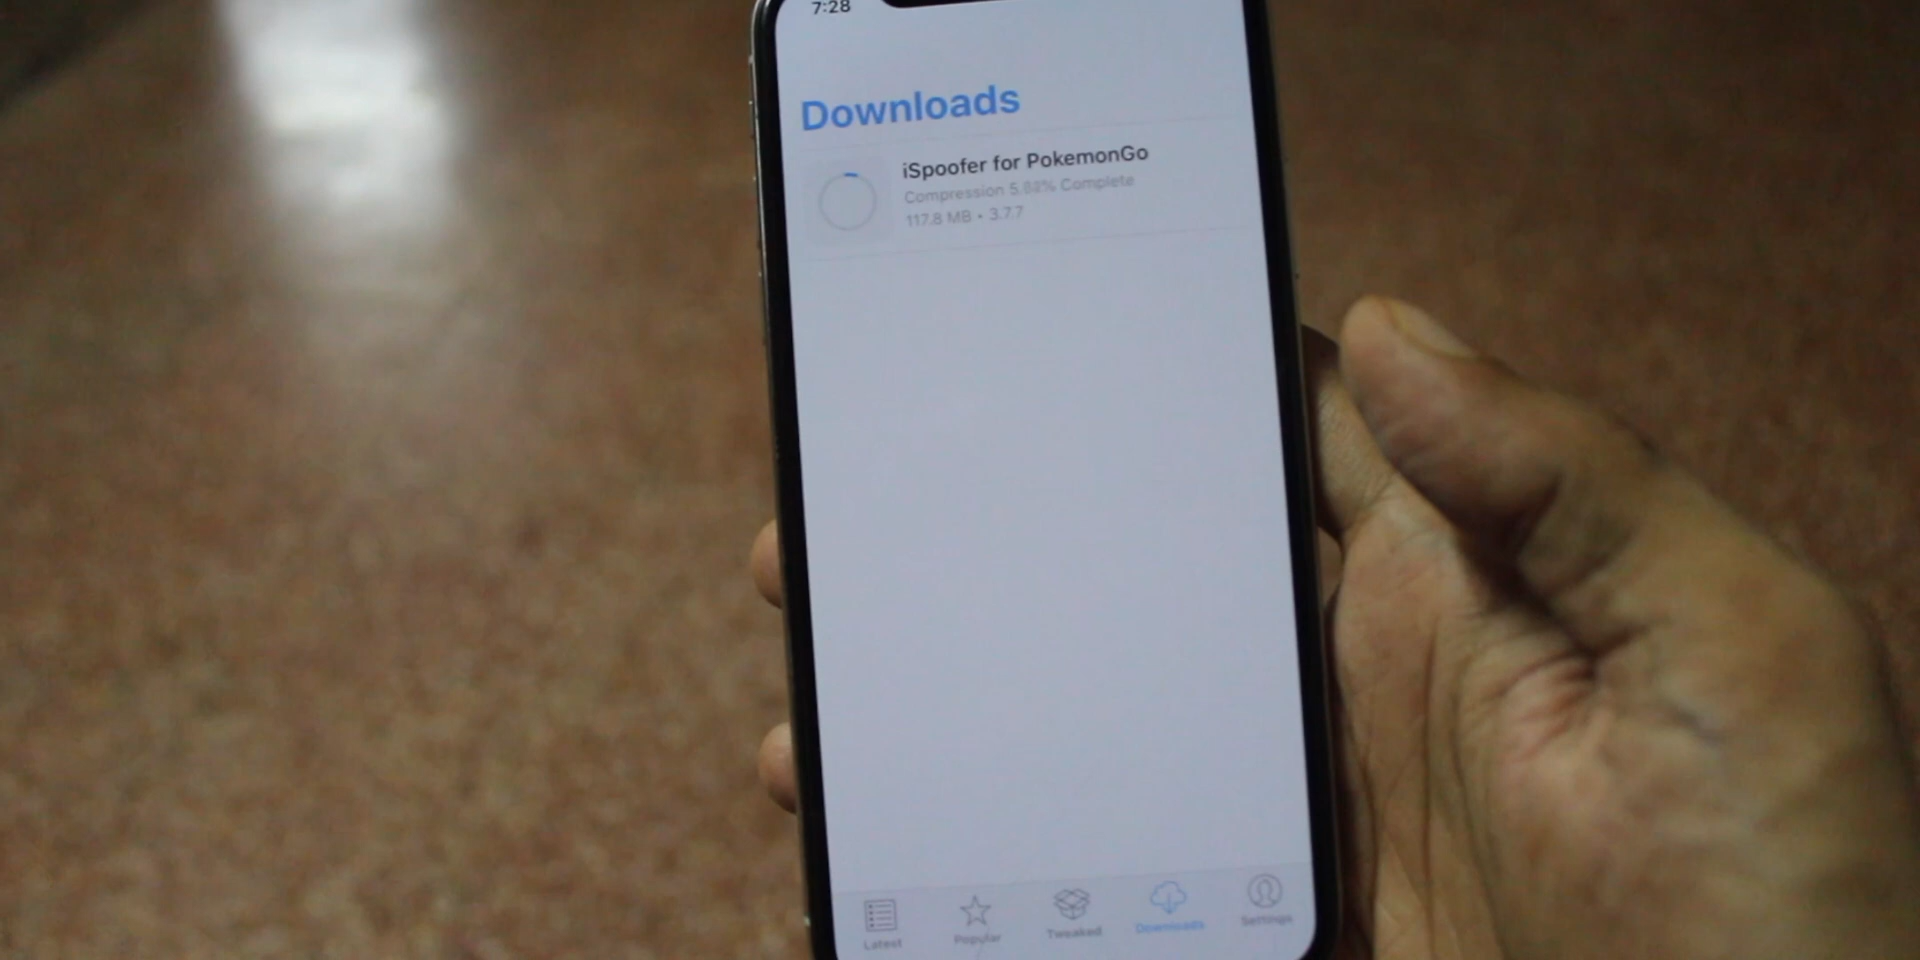 7:28
Downloads
iSpoofer for PokemonGo
Compression 5.88% Complete
117.8 MB • 3.7.7
Latest
Popular
Tweaked
Downloads
Settings